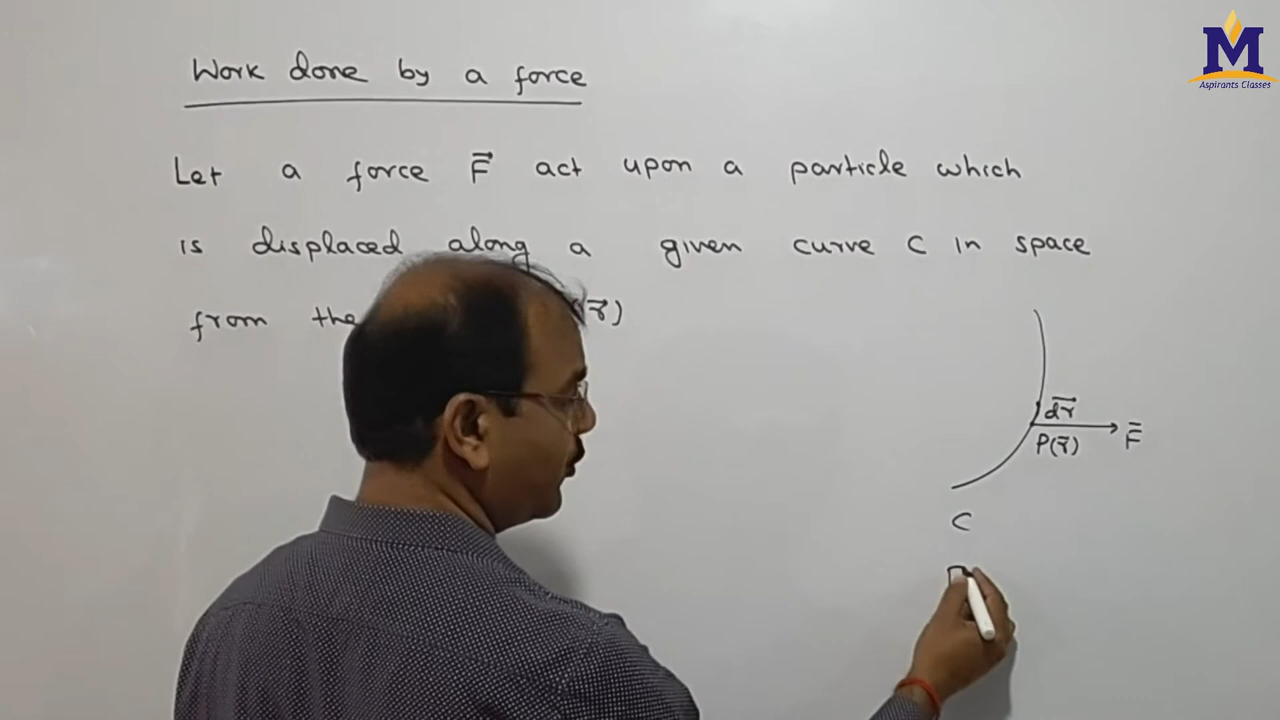 Work done by a force
Let a force F⃗ act upon a particle which
is displaced along a given curve C in space
from the r⃗)
dr⃗
P(r⃗)
F̄
C
M
Aspirants Classes